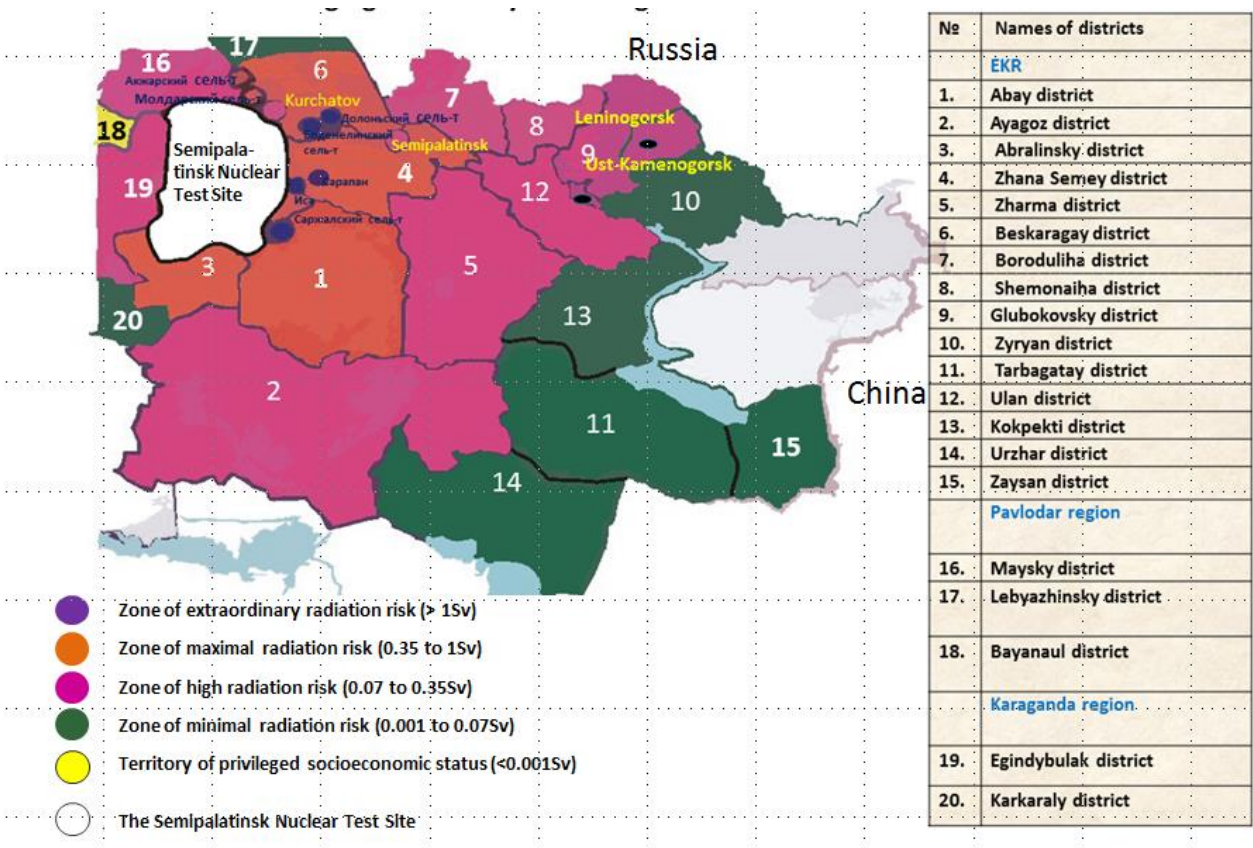 Russia
17
16
6
Акжарский сель-т
Молдарский сель-т
Kurchatov
7
Долоньский сель-т
Leninogorsk
18
8
сель-т
Semipalatinsk
9
Ust-Kamenogorsk
Semipala-
tinsk Nuclear
Test Site
4
19
12
10
Саржалский сель-т
3
1
5
20
13
2
China
11
15
14
Zone of extraordinary radiation risk (> 1Sv)
Zone of maximal radiation risk (0.35 to 1Sv)
Zone of high radiation risk (0.07 to 0.35Sv)
Zone of minimal radiation risk (0.001 to 0.07Sv)
Territory of privileged socioeconomic status (<0.001Sv)
The Semipalatinsk Nuclear Test Site
№ Names of districts
EKR
1. Abay district
2. Ayagoz district
3. Abralinsky district
4. Zhana Semey district
5. Zharma district
6. Beskaragay district
7. Boroduliha district
8. Shemonaiha district
9. Glubokovsky district
10. Zyryan district
11. Tarbagatay district
12. Ulan district
13. Kokpekti district
14. Urzhar district
15. Zaysan district
Pavlodar region
16. Maysky district
17. Lebyazhinsky district
18. Bayanaul district
Karaganda region
19. Egindybulak district
20. Karkaraly district